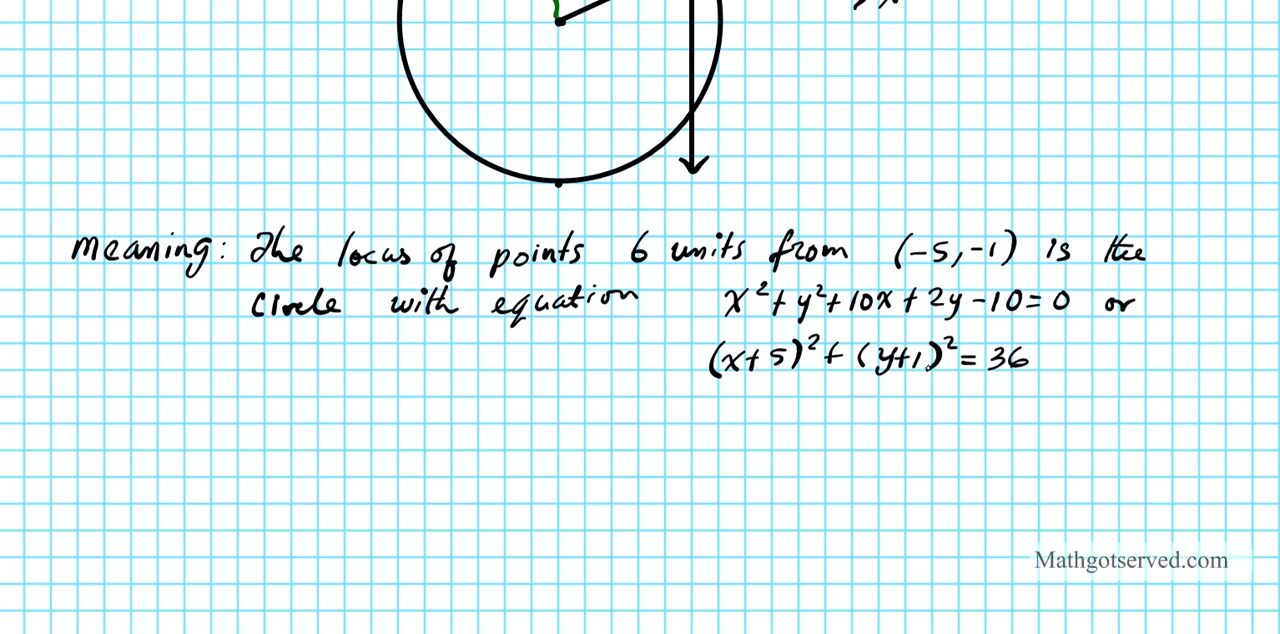 meaning: The locus of points 6 units from (-5,-1) is the
circle with equation x²+y²+10x+2y-10=0 or
(x+5)²+(y+1)²=36
Mathgotserved.com